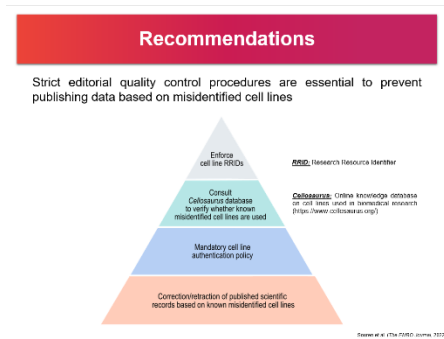 Recommendations
Strict editorial quality control procedures are essential to prevent
publishing data based on misidentified cell lines
Enforce
cell line RRIDs
RRID: Research Resource Identifier
Consult
Cellosaurus database
to verify whether known
misidentified cell lines are used
Cellosaurus: Online knowledge database
on cell lines used in biomedical research
(https://www.cellosaurus.org/)
Mandatory cell line
authentication policy
Correction/retraction of published scientific
records based on known misidentified cell lines
et al. (The EMBO Journal, 2022